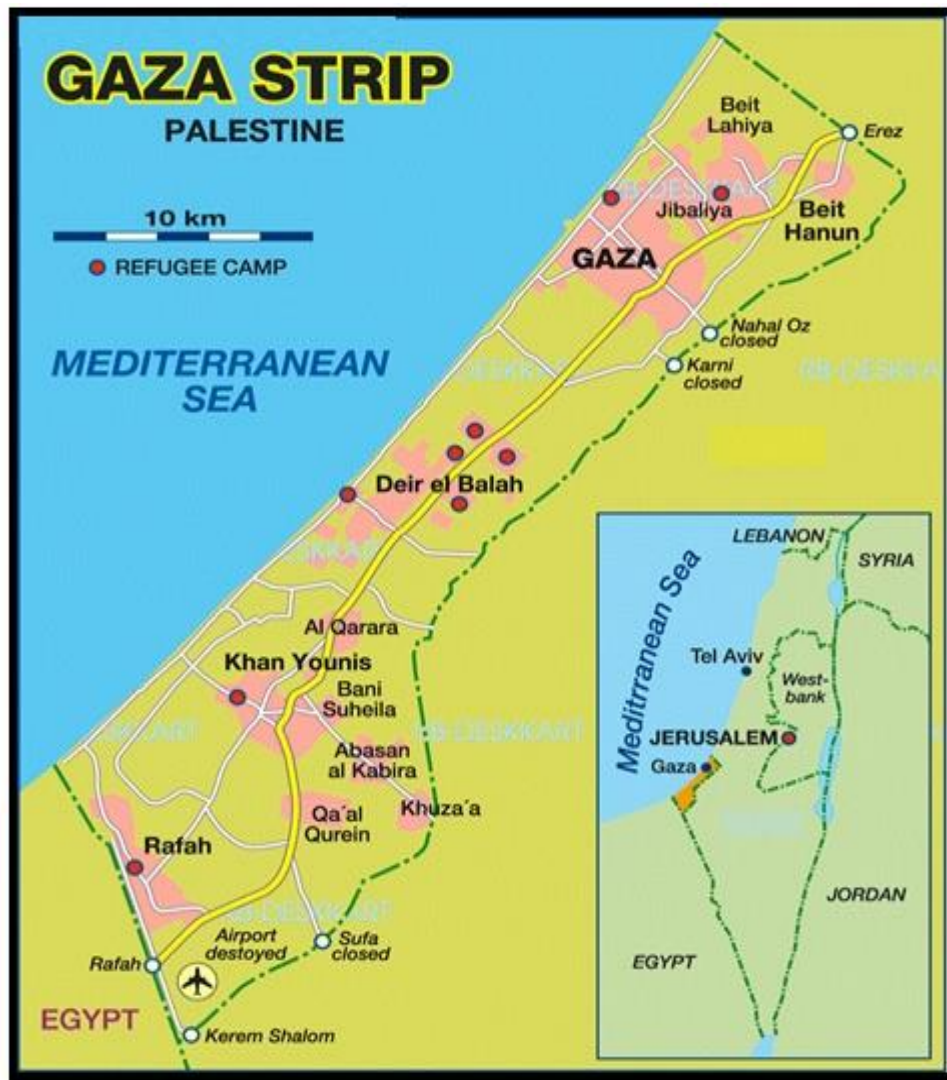 GAZA STRIP
PALESTINE
10 km
REFUGEE CAMP
MEDITERRANEAN
SEA
Beit
Lahiya
Erez
Jibaliya
Beit
Hanun
GAZA
Nahal Oz
closed
Karni
closed
Deir el Balah
Al Qarara
Khan Younis
Bani
Suheila
Abasan
al Kabira
Khuza´a
Qa´al
Qurein
Rafah
Airport
destoyed
Sufa
closed
Rafah
EGYPT
Kerem Shalom
LEBANON
SYRIA
Meditrranean Sea
Tel Aviv
West-
bank
JERUSALEM
Gaza
JORDAN
EGYPT